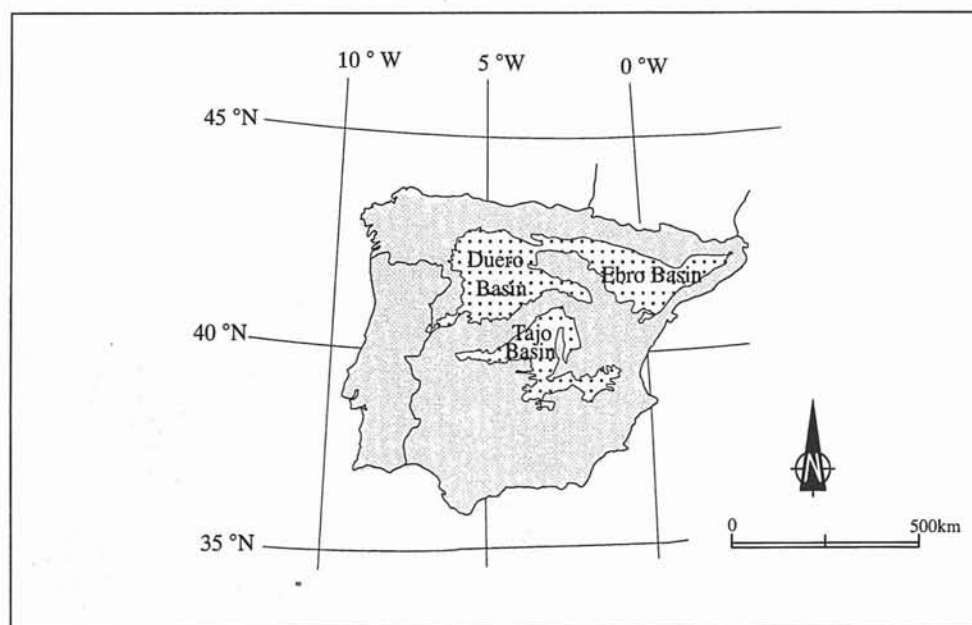 10 ° W
5 °W
0 °W
45 °N
Duero
Basin
Ebro Basin
40 °N
Tajo
Basin
N
0
500km
35 °N